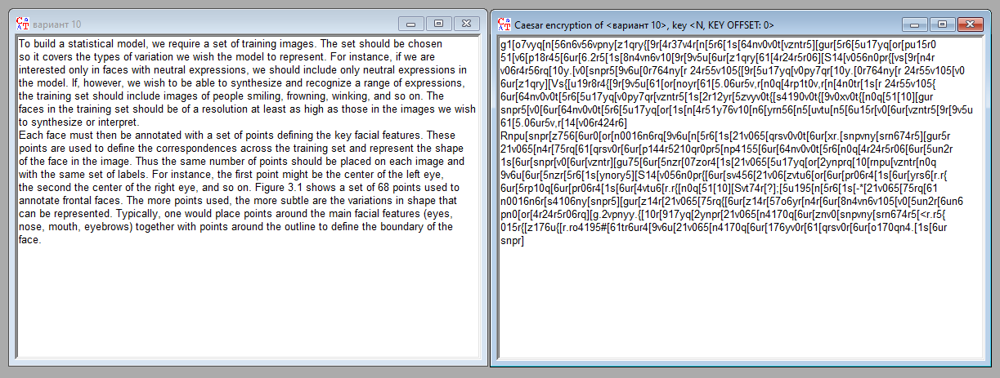 вариант 10
To build a statistical model, we require a set of training images. The set should be chosen
so it covers the types of variation we wish the model to represent. For instance, if we are
interested only in faces with neutral expressions, we should include only neutral expressions in
the model. If, however, we wish to be able to synthesize and recognize a range of expressions,
the training set should include images of people smiling, frowning, winking, and so on. The
faces in the training set should be of a resolution at least as high as those in the images we wish
to synthesize or interpret.
Each face must then be annotated with a set of points defining the key facial features. These
points are used to define the correspondences across the training set and represent the shape
of the face in the image. Thus the same number of points should be placed on each image and
with the same set of labels. For instance, the first point might be the center of the left eye,
the second the center of the right eye, and so on. Figure 3.1 shows a set of 68 points used to
annotate frontal faces. The more points used, the more subtle are the variations in shape that
can be represented. Typically, one would place points around the main facial features (eyes,
nose, mouth, eyebrows) together with points around the outline to define the boundary of the
face.
Caesar encryption of <вариант 10>, key <N, KEY OFFSET: 0>
g1[o7vyq[n[56n6v56vpny[z1qry{[9r[4r37v4r[n[5r6[1s[64nv0v0t[vzntr5][gur[5r6[5u17yq[or[pu15r0
51[v6[p18r45[6ur[6.2r5[1s[8n4vn6v10[9r[9v5u[6ur[z1qry[61[4r24r5r06][S14[v056n0pr{[vs[9r[n4r
v06r4r56rq[10y.[v0[snpr5[9v6u[0r764ny[r 24r55v105{[9r[5u17yq[v0py7qr[10y.[0r764ny[r 24r55v105[v0
6ur[z1qry][Vs{[u19r8r4{[9r[9v5u[61[or[noyr[61[5.06ur5v,r[n0q[4rp1t0v,r[n[4n0tr[1s[r 24r55v105{
6ur[64nv0v0t[5r6[5u17yq[v0py7qr[vzntr5[1s[2r12yr[5zvyv0t{[s4190v0t{[9v0xv0t{[n0q[51[10][gur
snpr5[v0[6ur[64nv0v0t[5r6[5u17yq[or[1s[n[4r51y76v10[n6[yrn56[n5[uvtu[n5[6u15r[v0[6ur[vzntr5[9r[9v5u
61[5.06ur5v,r[14[v06r424r6]
Rnpu[snpr[z756[6ur0[or[n0016n6rq[9v6u[n[5r6[1s[21v065[qrsv0v0t[6ur[xr.[snpvny[srn674r5][gur5r
21v065[n4r[75rq[61[qrsv0r[6ur[p144r5210qr0pr5[np4155[6ur[64nv0v0t[5r6[n0q[4r24r5r06[6ur[5un2r
1s[6ur[snpr[v0[6ur[vzntr][gu75[6ur[5nzr[07zor4[1s[21v065[5u17yq[or[2ynprq[10[rnpu[vzntr[n0q
9v6u[6ur[5nzr[5r6[1s[ynory5][S14[v056n0pr{[6ur[sv456[21v06[zvtu6[or[6ur[pr06r4[1s[6ur[yrs6[r.r{
6ur[5rp10q[6ur[pr06r4[1s[6ur[4vtu6[r.r{[n0q[51[10][Svt74r[?];[5u195[n[5r6[1s[-*[21v065[75rq[61
n0016n6r[s4106ny[snpr5][gur[z14r[21v065[75rq{[6ur[z14r[57o6yr[n4r[6ur[8n4vn6v105[v0[5un2r[6un6
pn0[or[4r24r5r06rq][g.2vpnyy.{[10r[917yq[2ynpr[21v065[n4170q[6ur[znv0[snpvny[srn674r5[<r.r5{
015r{[z176u{[r.ro4195#[61tr6ur4[9v6u[21v065[n4170q[6ur[176yv0r[61[qrsv0r[6ur[o170qn4.[1s[6ur
snpr]